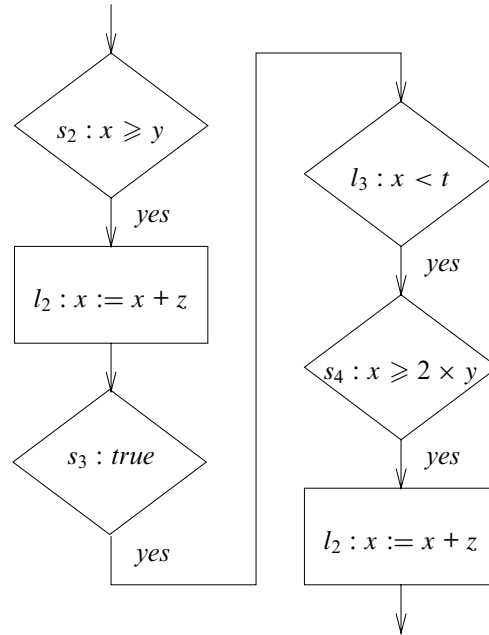 s₂ : x ⩾ y
yes
l₂ : x := x + z
s₃ : true
yes
l₃ : x < t
yes
s₄ : x ⩾ 2 × y
yes
l₂ : x := x + z